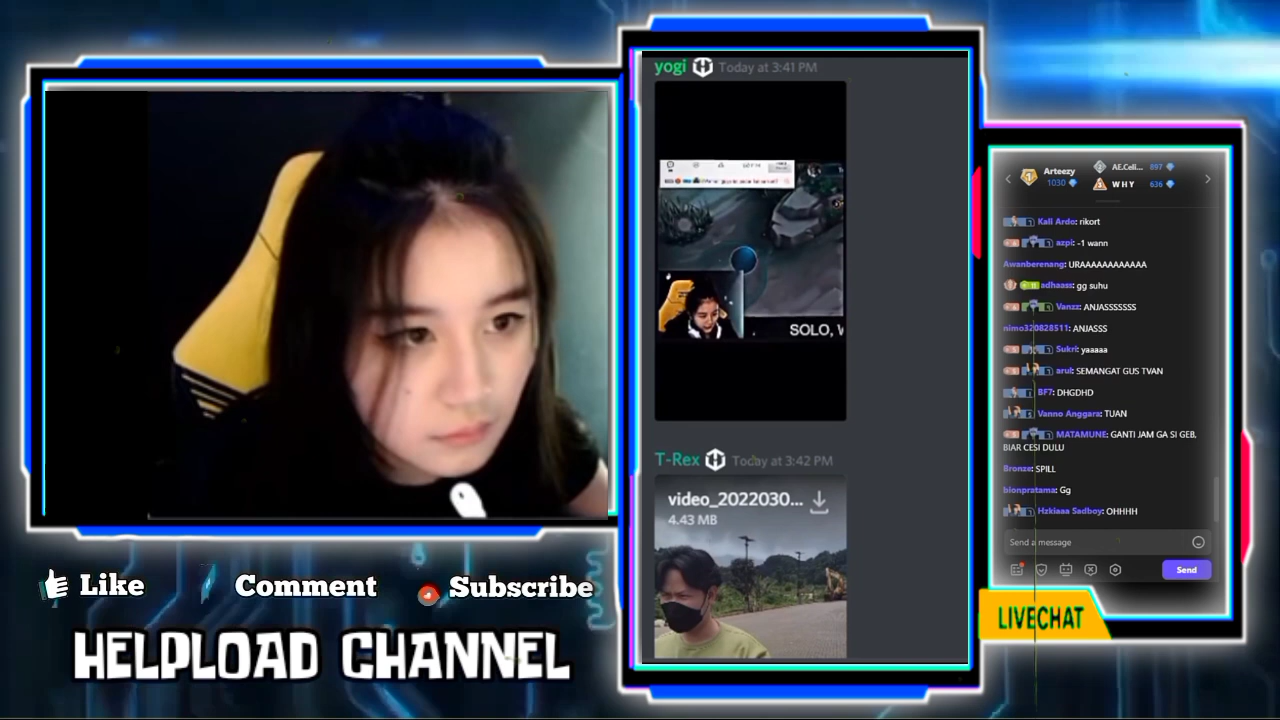 yogi Today at 3:41 PM
SOLO, W
T-Rex Today at 3:42 PM
video_2022030...
4.43 MB
Arteezy
1030
AE.Celi... 897
W H Y 636
Kali Ardo: rikort
azpi: -1 wann
Awanberenang: URAAAAAAAAAAAA
adhaass: gg suhu
Vanzz: ANJASSSSSSS
nimo320828511: ANJASSS
Sukri: yaaaaa
arul: SEMANGAT GUS TVAN
BF7: DHGDHD
Vanno Anggara: TUAN
MATAMUNE: GANTI JAM GA SI GEB,
BIAR CESI DULU
Bronze: SPILL
bionpratama: Gg
Hzkiaaa Sadboy: OHHHH
Send a message
Send
LIVECHAT
Like
Comment
Subscribe
HELPLOAD CHANNEL